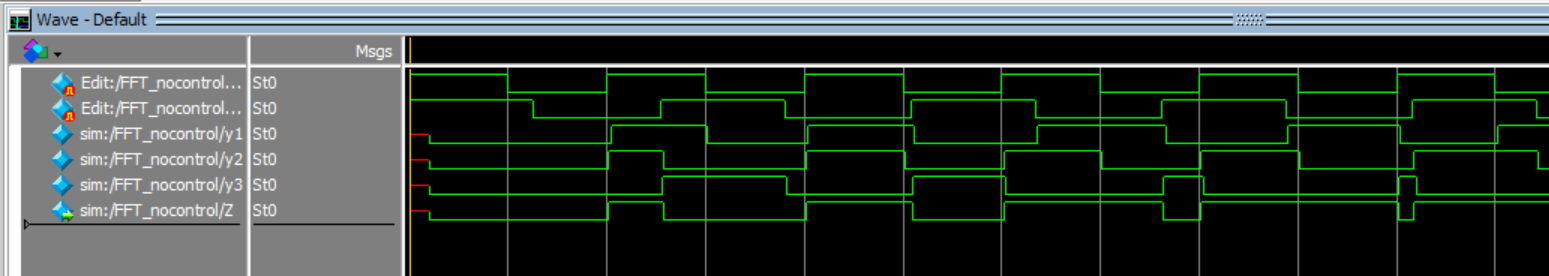 Wave - Default
Msgs
Edit:/FFT_nocontrol... St0
Edit:/FFT_nocontrol... St0
sim:/FFT_nocontrol/y1 St0
sim:/FFT_nocontrol/y2 St0
sim:/FFT_nocontrol/y3 St0
sim:/FFT_nocontrol/Z St0